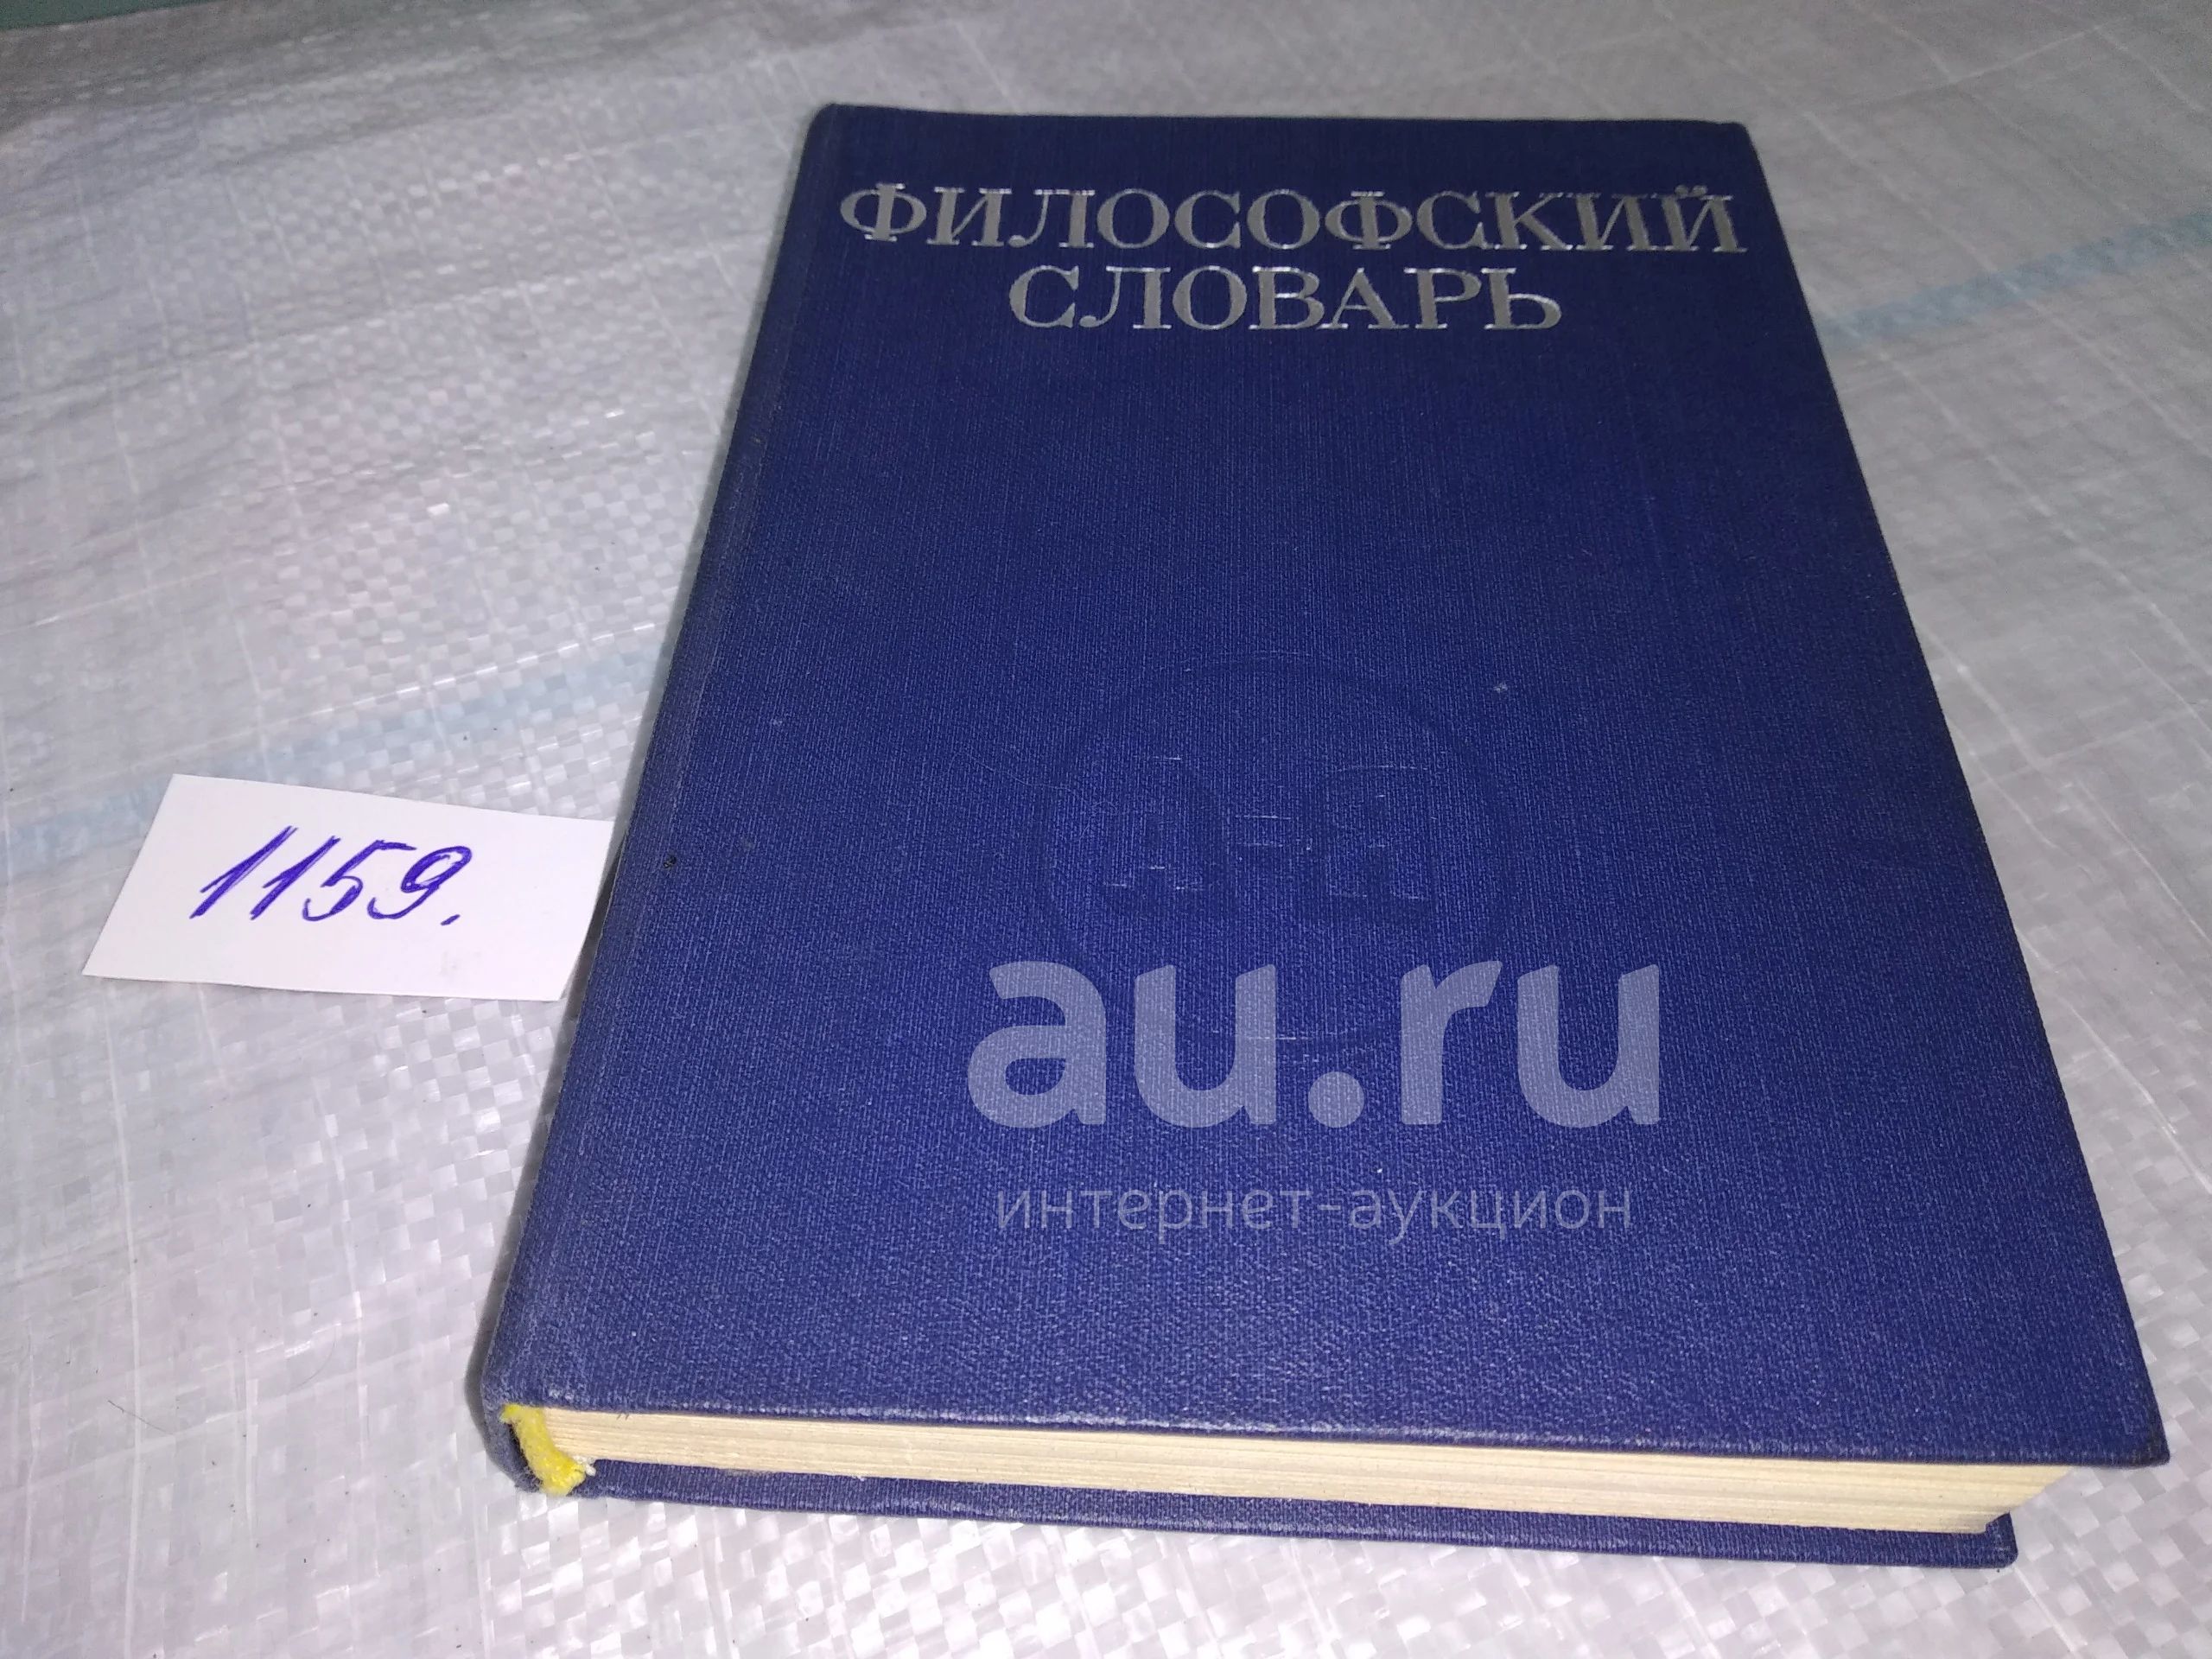 ФИЛОСОФСКИЙ
СЛОВАРЬ
1159.
au.ru
интернет-аукцион